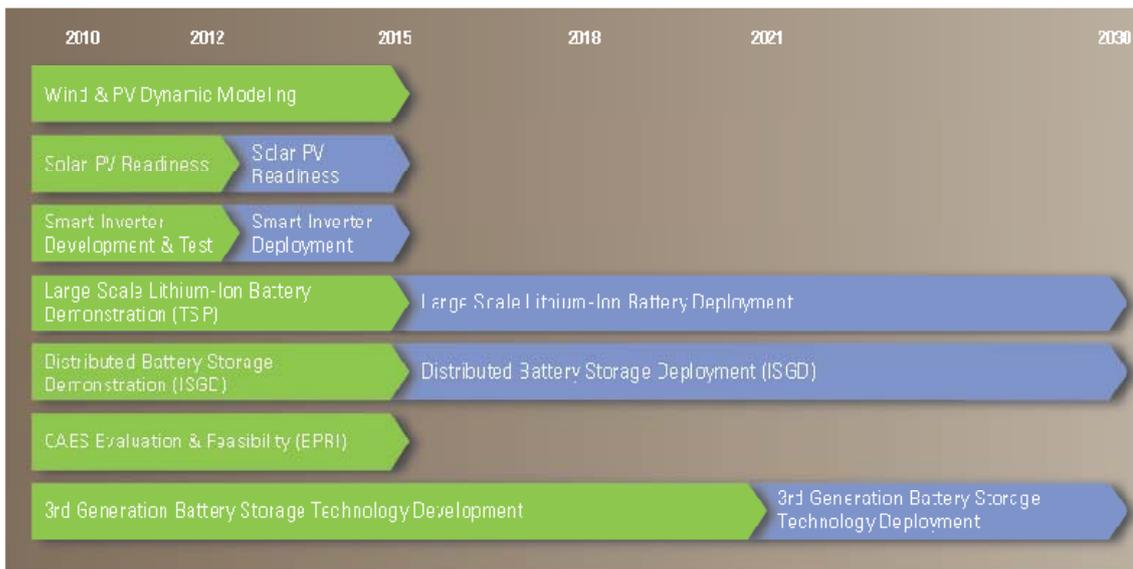 2010 2012 2015 2018 2021 2030
Wind & PV Dynamic Modeling
Solar PV Readiness
Solar PV
Readiness
Smart Inverter
Development & Test
Smart Inverter
Deployment
Large Scale Lithium-Ion Battery
Demonstration (TSP)
Large Scale Lithium-Ion Battery Deployment
Distributed Battery Storage
Demonstration (ISGD)
Distributed Battery Storage Deployment (ISGD)
CAES Evaluation & Feasibility (EPRI)
3rd Generation Battery Storage Technology Development
3rd Generation Battery Storage
Technology Deployment